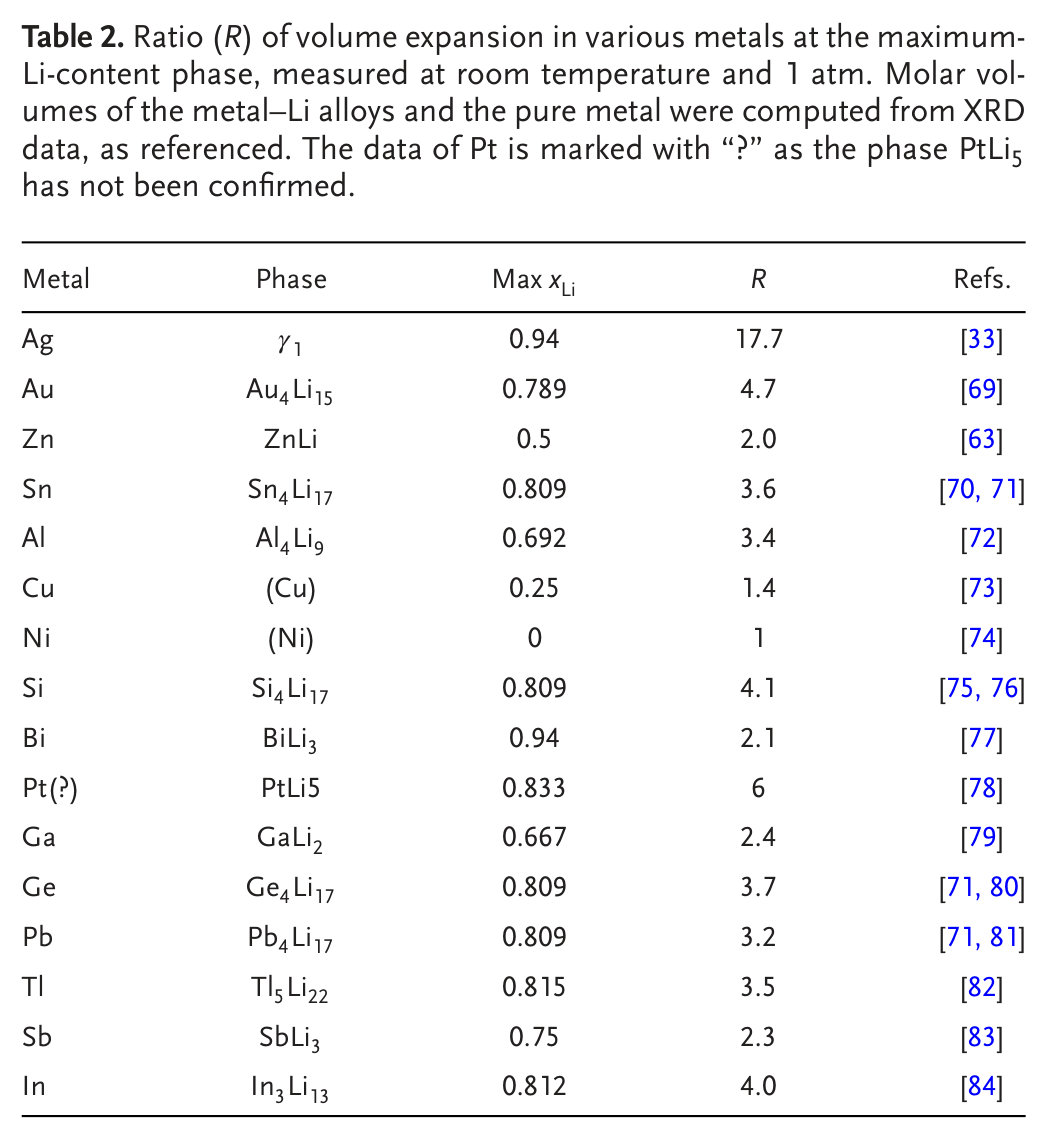 Table 2. Ratio (R) of volume expansion in various metals at the maximum-
Li-content phase, measured at room temperature and 1 atm. Molar vol-
umes of the metal–Li alloys and the pure metal were computed from XRD
data, as referenced. The data of Pt is marked with “?” as the phase PtLi5
has not been confirmed.
Metal Phase Max xLi R Refs.
Ag γ1 0.94 17.7 [33]
Au Au4Li15 0.789 4.7 [69]
Zn ZnLi 0.5 2.0 [63]
Sn Sn4Li17 0.809 3.6 [70, 71]
Al Al4Li9 0.692 3.4 [72]
Cu (Cu) 0.25 1.4 [73]
Ni (Ni) 0 1 [74]
Si Si4Li17 0.809 4.1 [75, 76]
Bi BiLi3 0.94 2.1 [77]
Pt(?) PtLi5 0.833 6 [78]
Ga GaLi2 0.667 2.4 [79]
Ge Ge4Li17 0.809 3.7 [71, 80]
Pb Pb4Li17 0.809 3.2 [71, 81]
Tl Tl5Li22 0.815 3.5 [82]
Sb SbLi3 0.75 2.3 [83]
In In3Li13 0.812 4.0 [84]